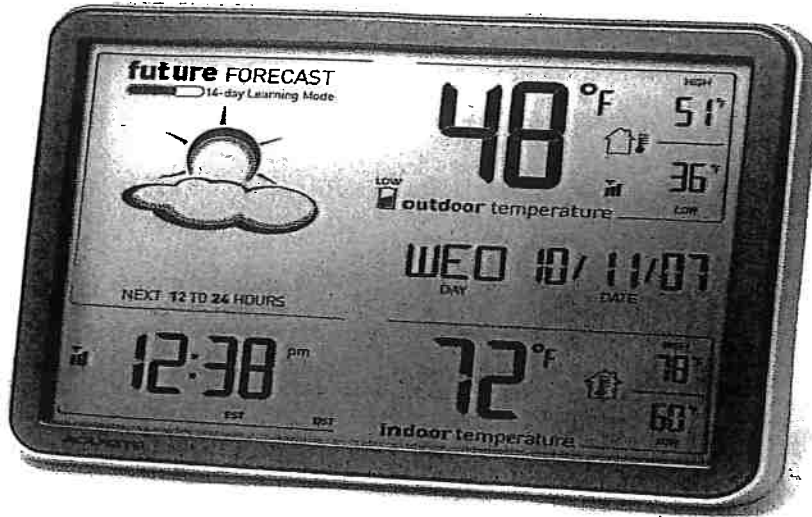 future FORECAST
14-day Learning Mode
NEXT 12 TO 24 HOURS
12:38 pm
EST DST
48°F
HIGH
51°F
36°F
LOW
LOW
outdoor temperature
WED 10/11/07
DAY DATE
72°F
78°F
60°F
indoor temperature